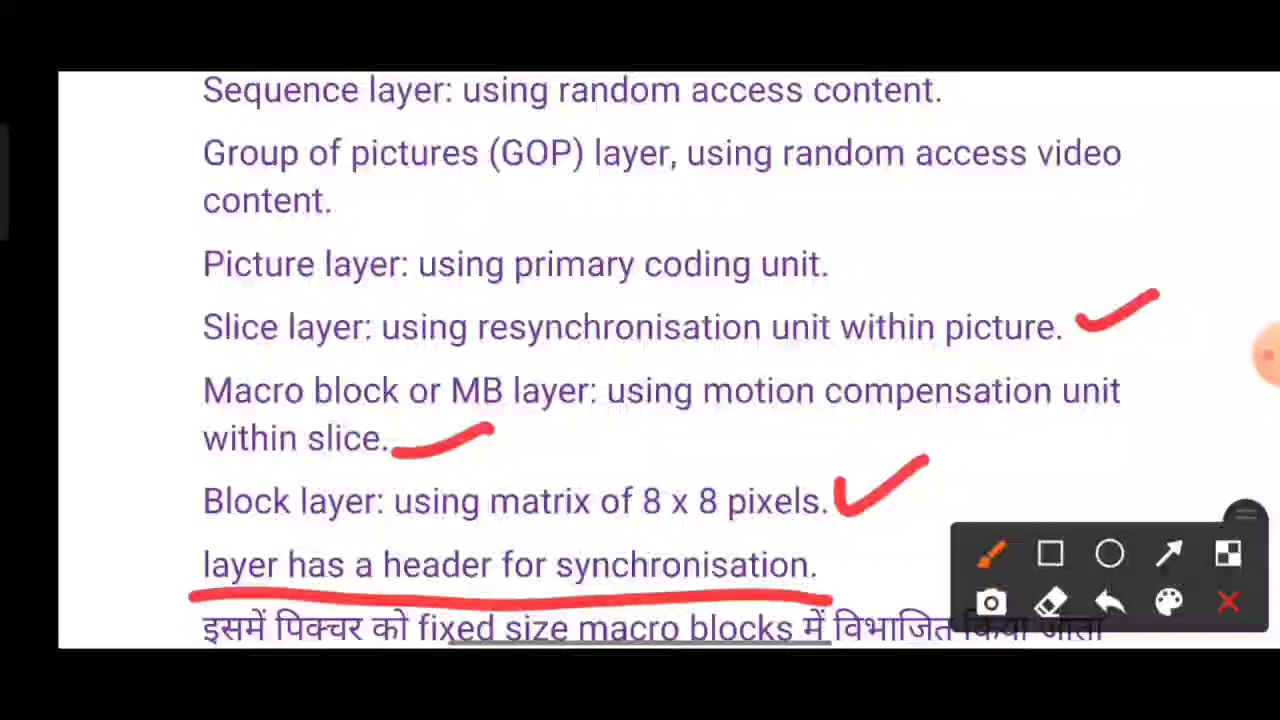 Sequence layer: using random access content.
Group of pictures (GOP) layer, using random access video
content.
Picture layer: using primary coding unit.
Slice layer: using resynchronisation unit within picture.
Macro block or MB layer: using motion compensation unit
within slice.
Block layer: using matrix of 8 x 8 pixels.
layer has a header for synchronisation.
इसमें पिक्चर को fixed size macro blocks में विभाजित किया जाता